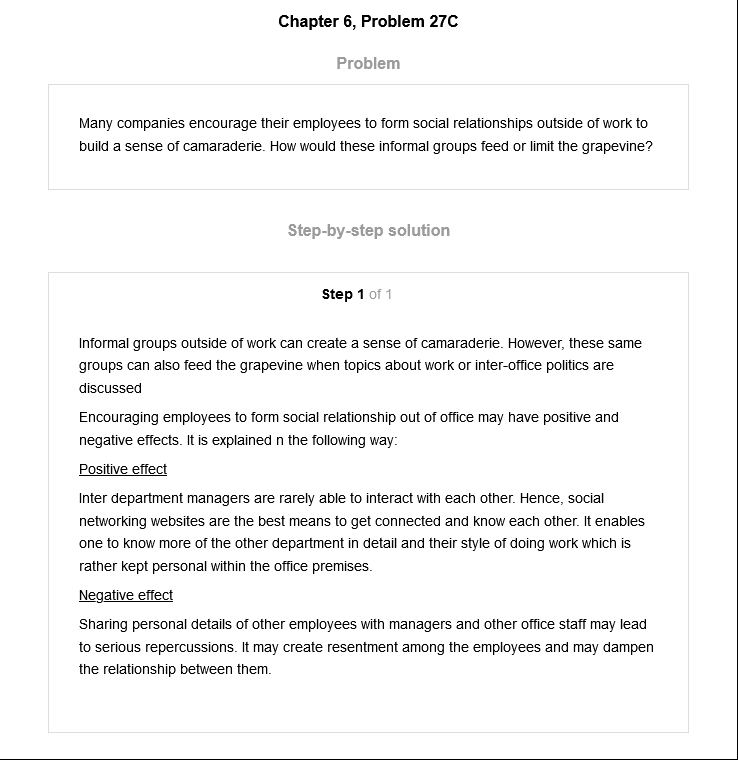 Chapter 6, Problem 27C
Problem
Many companies encourage their employees to form social relationships outside of work to
build a sense of camaraderie. How would these informal groups feed or limit the grapevine?
Step-by-step solution
Step 1 of 1
Informal groups outside of work can create a sense of camaraderie. However, these same
groups can also feed the grapevine when topics about work or inter-office politics are
discussed
Encouraging employees to form social relationship out of office may have positive and
negative effects. It is explained n the following way:
Positive effect
Inter department managers are rarely able to interact with each other. Hence, social
networking websites are the best means to get connected and know each other. It enables
one to know more of the other department in detail and their style of doing work which is
rather kept personal within the office premises.
Negative effect
Sharing personal details of other employees with managers and other office staff may lead
to serious repercussions. It may create resentment among the employees and may dampen
the relationship between them.